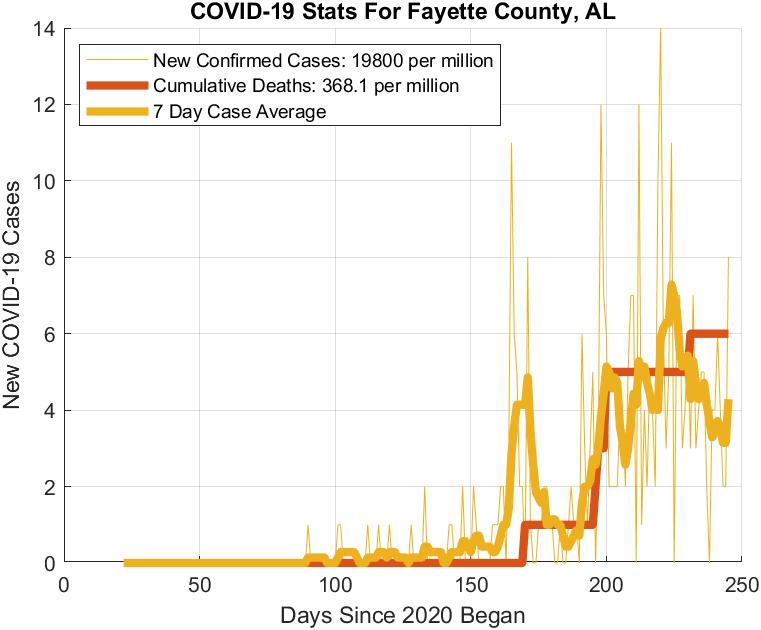 COVID-19 Stats For Fayette County, AL
New Confirmed Cases: 19800 per million
Cumulative Deaths: 368.1 per million
7 Day Case Average
New COVID-19 Cases
14
12
10
8
6
4
2
0
0 50 100 150 200 250
Days Since 2020 Began